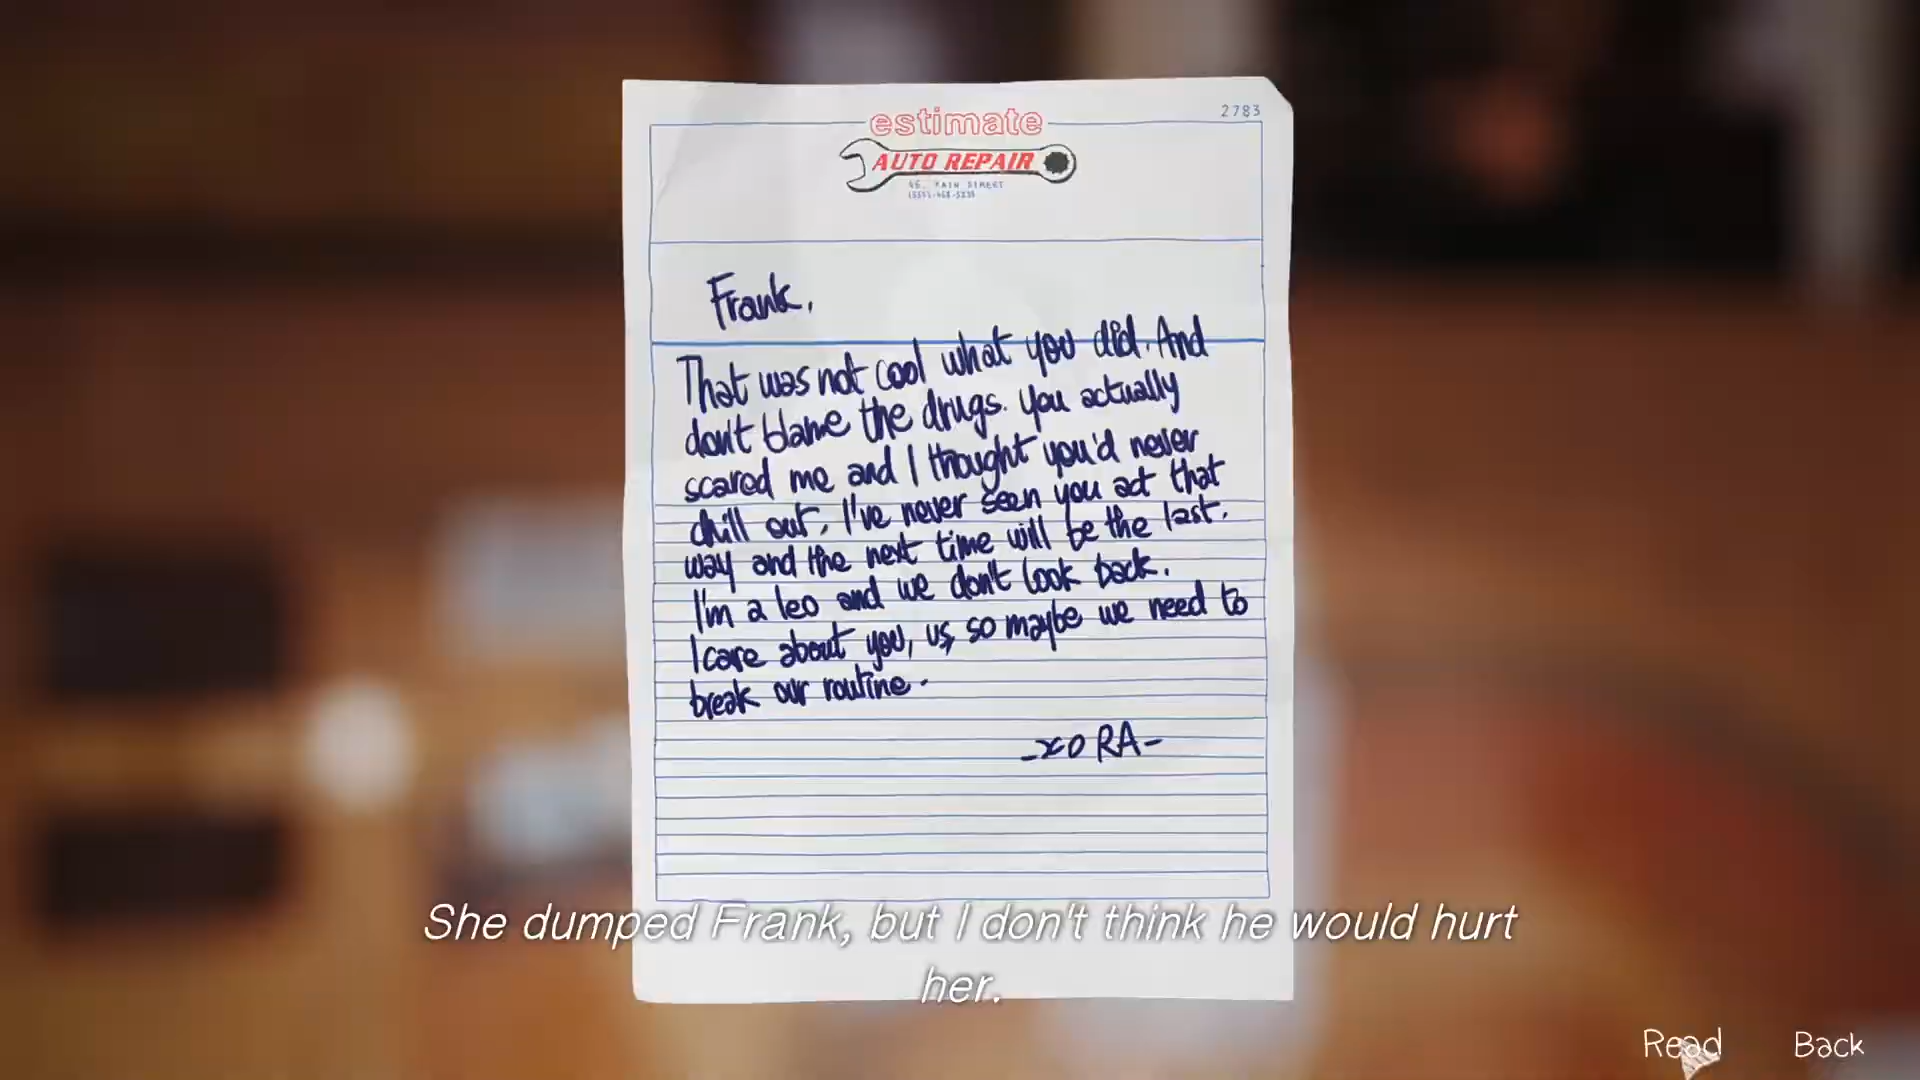 estimate
2783
AUTO REPAIR
Frank,
That was not cool what you did. And
don't blame the drugs. You actually
scared me and I thought you'd never
chill out. I've never seen you act that
way and the next time will be the last.
I'm a leo and we don't look back.
I care about you, us, so maybe we need to
break our routine.
-xo RA-
She dumped Frank, but I don't think he would hurt
her.
Read
Back